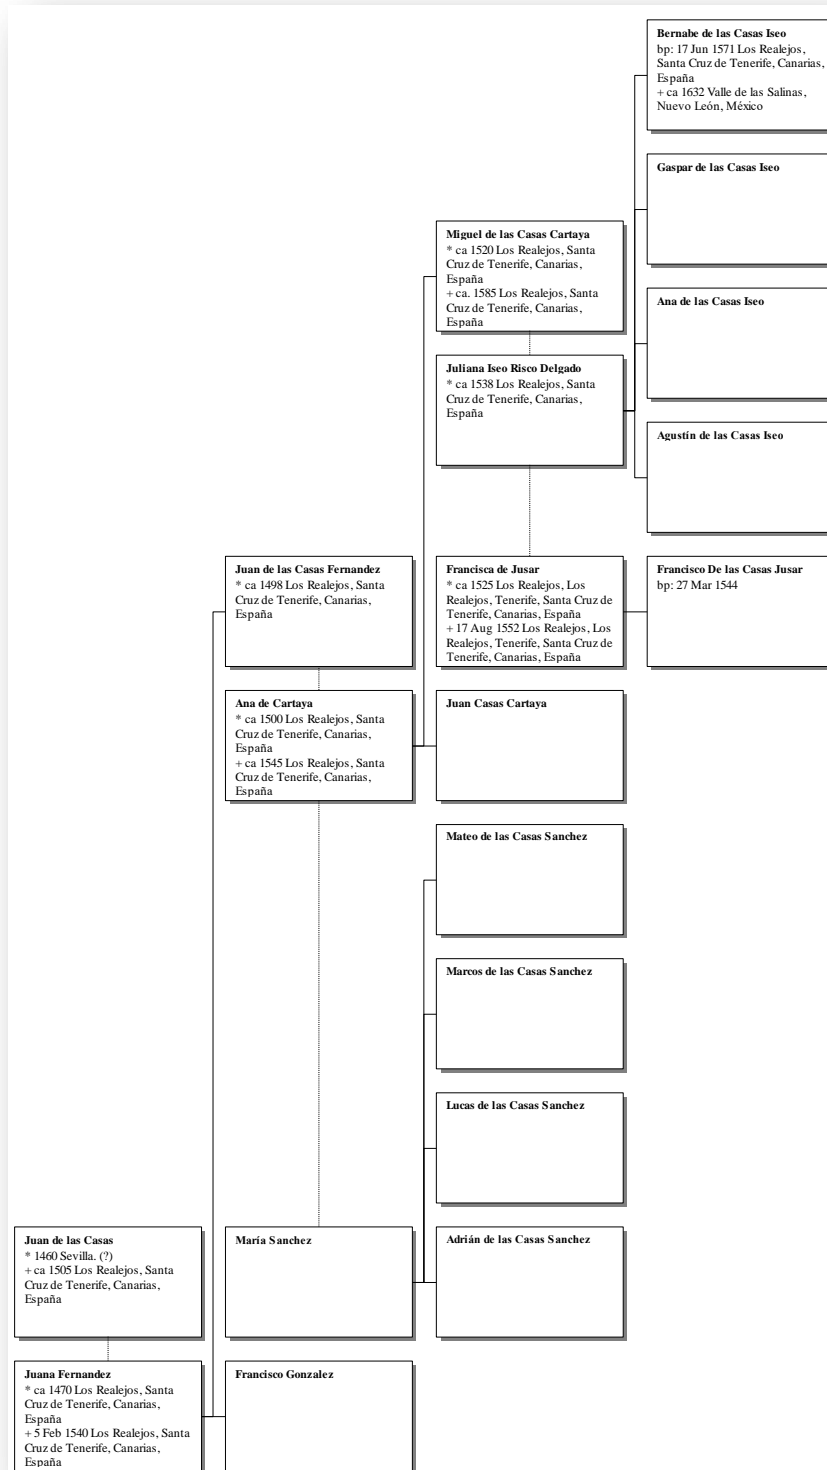 Bernabe de las Casas Iseo
bp: 17 Jun 1571 Los Realejos,
Santa Cruz de Tenerife, Canarias,
España
+ ca 1632 Valle de las Salinas,
Nuevo León, México
Gaspar de las Casas Iseo
Miguel de las Casas Cartaya
* ca 1520 Los Realejos, Santa
Cruz de Tenerife, Canarias,
España
+ ca. 1585 Los Realejos, Santa
Cruz de Tenerife, Canarias,
España
Ana de las Casas Iseo
Juliana Iseo Risco Delgado
* ca 1538 Los Realejos, Santa
Cruz de Tenerife, Canarias,
España
Agustín de las Casas Iseo
Juan de las Casas Fernandez
* ca 1498 Los Realejos, Santa
Cruz de Tenerife, Canarias,
España
Francisca de Jusar
* ca 1525 Los Realejos, Los
Realejos, Tenerife, Santa Cruz de
Tenerife, Canarias, España
+ 17 Aug 1552 Los Realejos, Los
Realejos, Tenerife, Santa Cruz de
Tenerife, Canarias, España
Francisco De las Casas Jusar
bp: 27 Mar 1544
Ana de Cartaya
* ca 1500 Los Realejos, Santa
Cruz de Tenerife, Canarias,
España
+ ca 1545 Los Realejos, Santa
Cruz de Tenerife, Canarias,
España
Juan Casas Cartaya
Mateo de las Casas Sanchez
Marcos de las Casas Sanchez
Lucas de las Casas Sanchez
Juan de las Casas
* 1460 Sevilla. (?)
+ ca 1505 Los Realejos, Santa
Cruz de Tenerife, Canarias,
España
María Sanchez
Adrián de las Casas Sanchez
Juana Fernandez
* ca 1470 Los Realejos, Santa
Cruz de Tenerife, Canarias,
España
+ 5 Feb 1540 Los Realejos, Santa
Cruz de Tenerife, Canarias,
España
Francisco Gonzalez